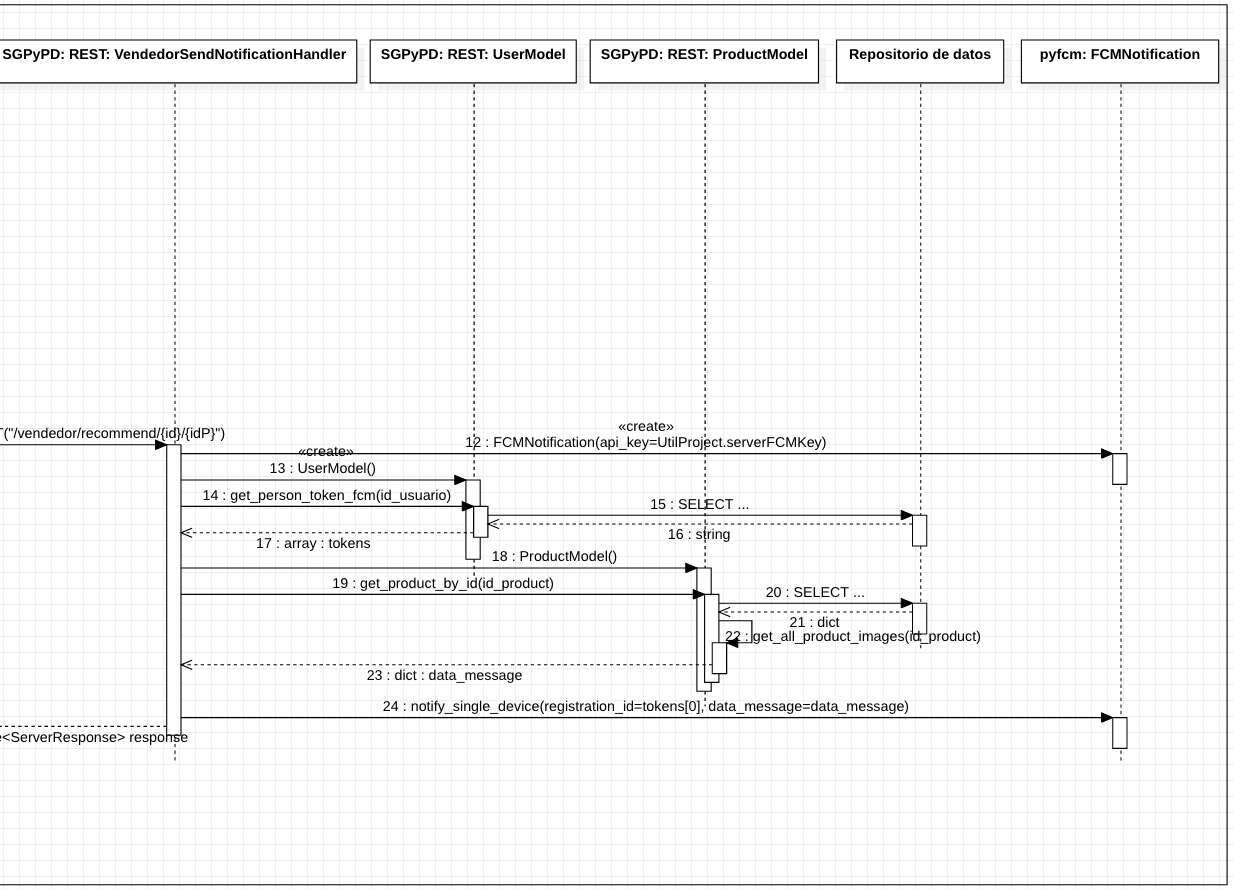 SGPyPD: REST: VendedorSendNotificationHandler
SGPyPD: REST: UserModel
SGPyPD: REST: ProductModel
Repositorio de datos
pyfcm: FCMNotification
("/vendedor/recommend/{id}/{idP}")
«create»
12 : FCMNotification(api_key=UtilProject.serverFCMKey)
«create»
13 : UserModel()
14 : get_person_token_fcm(id_usuario)
15 : SELECT ...
16 : string
17 : array : tokens
18 : ProductModel()
19 : get_product_by_id(id_product)
20 : SELECT ...
21 : dict
22 : get_all_product_images(id_product)
23 : dict : data_message
24 : notify_single_device(registration_id=tokens[0], data_message=data_message)
<ServerResponse> response